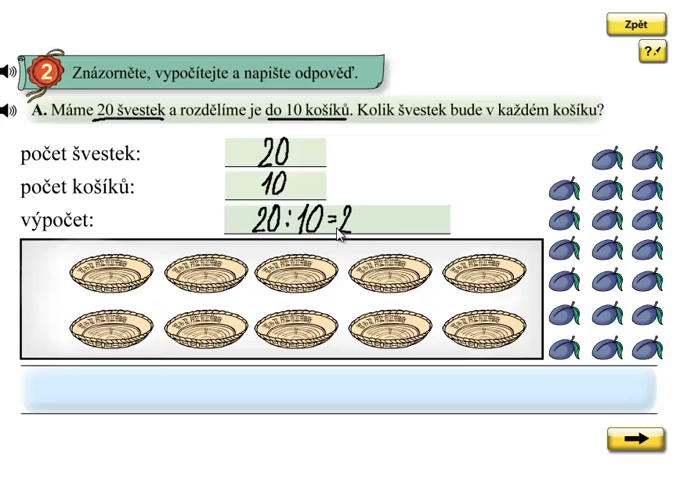 Zpět
?
2 Znázorněte, vypočítejte a napište odpověď.
A. Máme 20 švestek a rozdělíme je do 10 košíků. Kolik švestek bude v každém košíku?
počet švestek: 20
počet košíků: 10
výpočet: 20:10=2